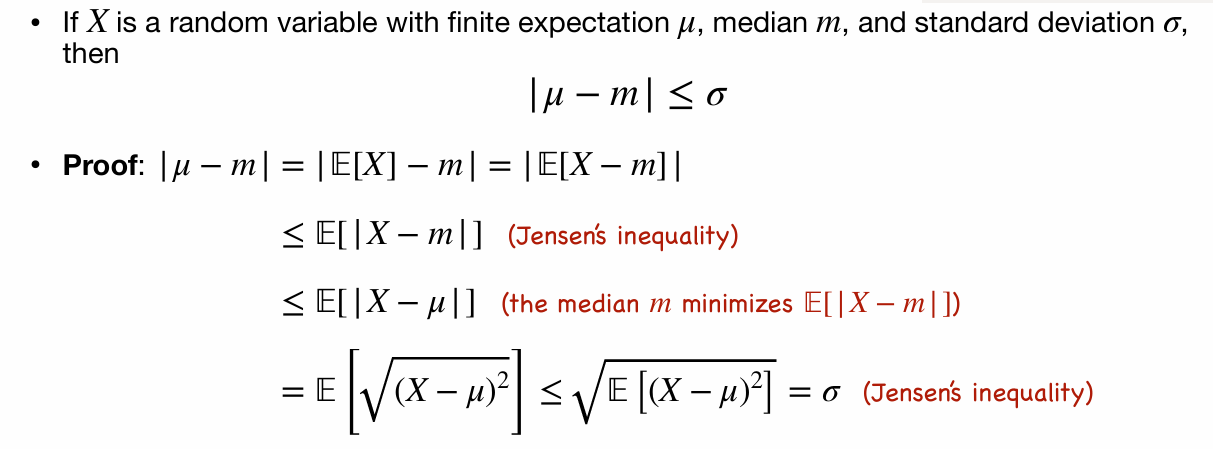 • If X is a random variable with finite expectation μ, median m, and standard deviation σ,
then
|μ − m| ≤ σ
• Proof: |μ − m| = |𝔼[X] − m| = |𝔼[X − m]|
≤ 𝔼[|X − m|] (Jensen's inequality)
≤ 𝔼[|X − μ|] (the median m minimizes 𝔼[|X − m|])
= 𝔼[√(X − μ)²] ≤ √𝔼[(X − μ)²] = σ (Jensen's inequality)